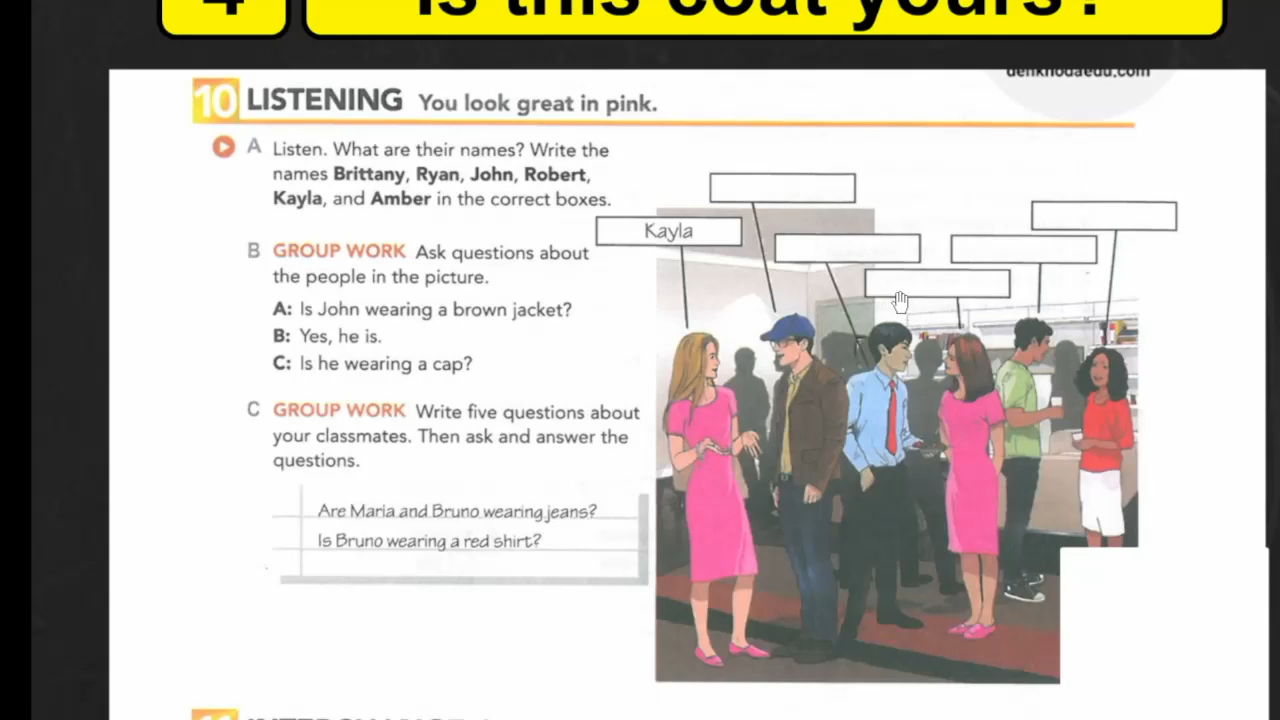 4 Is this coat yours?
denkhodaedu.com
10 LISTENING You look great in pink.
A Listen. What are their names? Write the
names Brittany, Ryan, John, Robert,
Kayla, and Amber in the correct boxes.
Kayla
B GROUP WORK Ask questions about
the people in the picture.
A: Is John wearing a brown jacket?
B: Yes, he is.
C: Is he wearing a cap?
C GROUP WORK Write five questions about
your classmates. Then ask and answer the
questions.
Are Maria and Bruno wearing jeans?
Is Bruno wearing a red shirt?